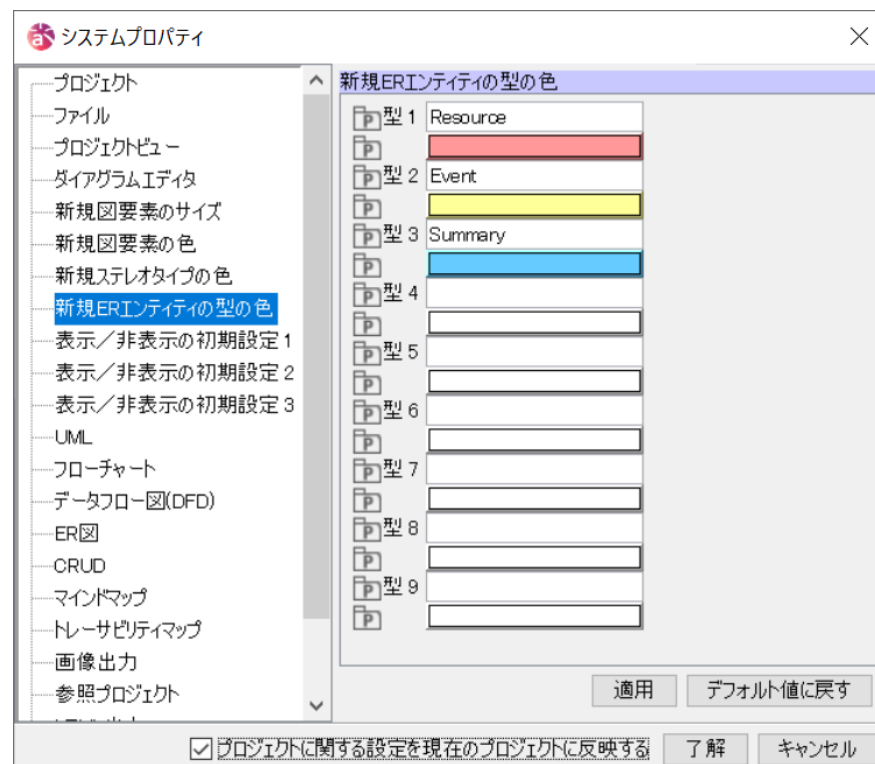 システムプロパティ
プロジェクト
ファイル
プロジェクトビュー
ダイアグラムエディタ
新規図要素のサイズ
新規図要素の色
新規ステレオタイプの色
新規ERエンティティの型の色
表示／非表示の初期設定1
表示／非表示の初期設定2
表示／非表示の初期設定3
UML
フローチャート
データフロー図(DFD)
ER図
CRUD
マインドマップ
トレーサビリティマップ
画像出力
参照プロジェクト
新規ERエンティティの型の色
P型1 Resource
P
P型2 Event
P
P型3 Summary
P
P型4
P
P型5
P
P型6
P
P型7
P
P型8
P
P型9
P
適用 デフォルト値に戻す
プロジェクトに関する設定を現在のプロジェクトに反映する 了解 キャンセル